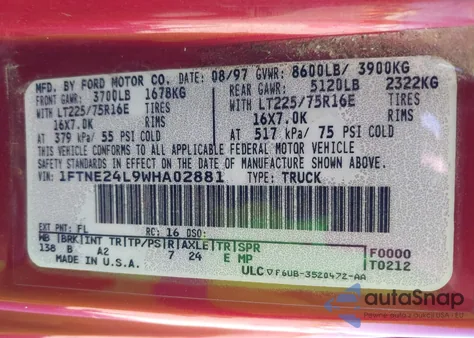 MFD. BY FORD MOTOR CO. DATE: 08/97 GVWR: 8600LB/ 3900KG
FRONT GAWR: 3700LB 1678KG REAR GAWR: 5120LB 2322KG
WITH LT225/75R16E TIRES WITH LT225/75R16E TIRES
16X7.0K RIMS 16X7.0K RIMS
AT 379 kPa/ 55 PSI COLD AT 517 kPa/ 75 PSI COLD
THIS VEHICLE CONFORMS TO ALL APPLICABLE FEDERAL MOTOR VEHICLE
SAFETY STANDARDS IN EFFECT ON THE DATE OF MANUFACTURE SHOWN ABOVE.
VIN: 1FTNE24L9WHA02881 TYPE: TRUCK
EXT PNT: FL RC: 16 DSO:
WB BRK INT TR TP/PS R AXLE TR SPR F0000
138 B A2 7 24 E MP T0212
MADE IN U.S.A. ULC ▽ F6UB-3520472-AA
autoSnap